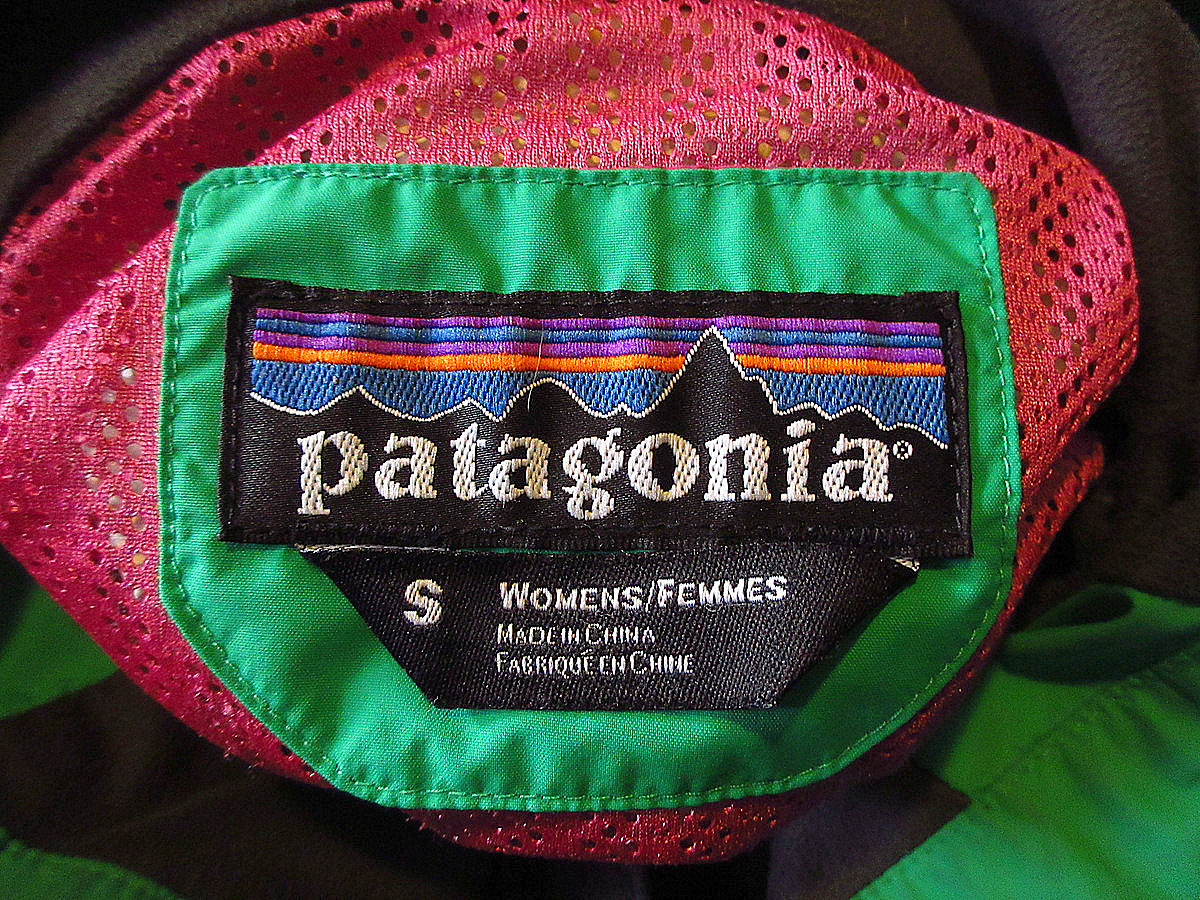 patagonia®
S
WOMENS/FEMMES
MADE IN CHINA
FABRIQUÉ EN CHINE